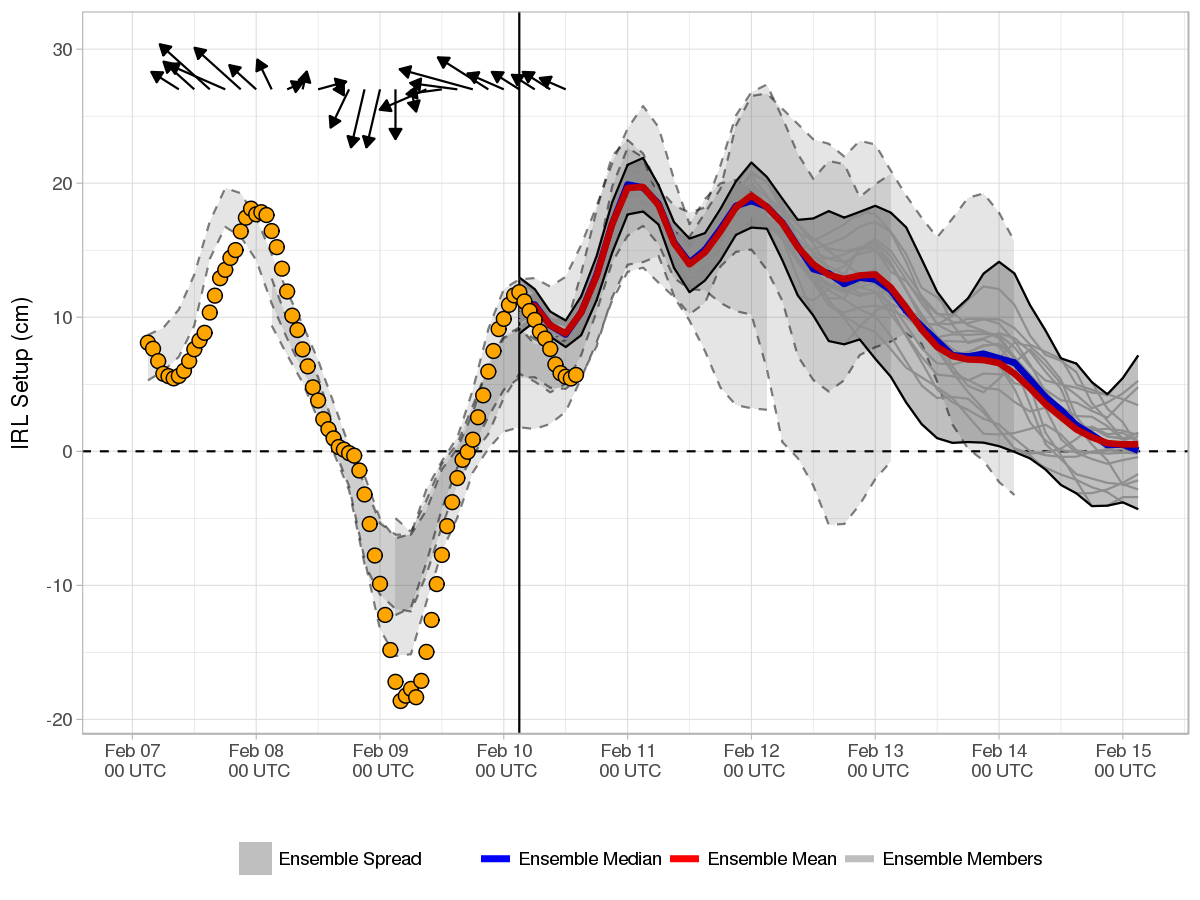 IRL Setup (cm)
30
20
10
0
-10
-20
Feb 07 Feb 08 Feb 09 Feb 10 Feb 11 Feb 12 Feb 13 Feb 14 Feb 15
00 UTC 00 UTC 00 UTC 00 UTC 00 UTC 00 UTC 00 UTC 00 UTC 00 UTC
Ensemble Spread Ensemble Median Ensemble Mean Ensemble Members